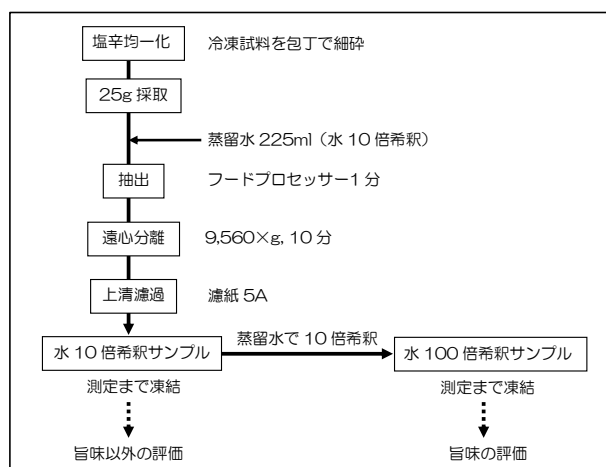 塩辛均一化
冷凍試料を包丁で細砕
25g 採取
蒸留水 225ml（水 10 倍希釈）
抽出
フードプロセッサー1 分
遠心分離
9,560×g, 10 分
上清濾過
濾紙 5A
蒸留水で 10 倍希釈
水 10 倍希釈サンプル
水 100 倍希釈サンプル
測定まで凍結
測定まで凍結
旨味以外の評価
旨味の評価